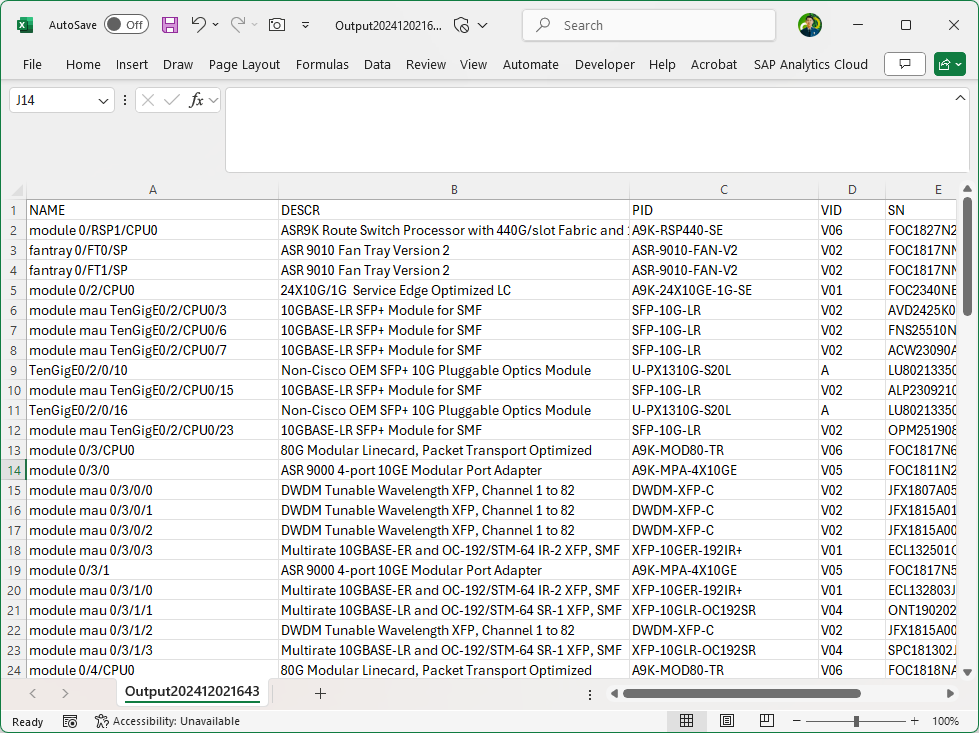 AutoSave Off Output2024120216... Search
File Home Insert Draw Page Layout Formulas Data Review View Automate Developer Help Acrobat SAP Analytics Cloud
J14 fx
A B C D E
1 NAME DESCR PID VID SN
2 module 0/RSP1/CPU0 ASR9K Route Switch Processor with 440G/slot Fabric and A9K-RSP440-SE V06 FOC1827N2
3 fantray 0/FT0/SP ASR 9010 Fan Tray Version 2 ASR-9010-FAN-V2 V02 FOC1817NN
4 fantray 0/FT1/SP ASR 9010 Fan Tray Version 2 ASR-9010-FAN-V2 V02 FOC1817NN
5 module 0/2/CPU0 24X10G/1G  Service Edge Optimized LC A9K-24X10GE-1G-SE V01 FOC2340NE
6 module mau TenGigE0/2/CPU0/3 10GBASE-LR SFP+ Module for SMF SFP-10G-LR V02 AVD2425K0
7 module mau TenGigE0/2/CPU0/6 10GBASE-LR SFP+ Module for SMF SFP-10G-LR V02 FNS25510N
8 module mau TenGigE0/2/CPU0/7 10GBASE-LR SFP+ Module for SMF SFP-10G-LR V02 ACW23090A
9 TenGigE0/2/0/10 Non-Cisco OEM SFP+ 10G Pluggable Optics Module U-PX1310G-S20L A LU80213350
10 module mau TenGigE0/2/CPU0/15 10GBASE-LR SFP+ Module for SMF SFP-10G-LR V02 ALP2309210
11 TenGigE0/2/0/16 Non-Cisco OEM SFP+ 10G Pluggable Optics Module U-PX1310G-S20L A LU80213350
12 module mau TenGigE0/2/CPU0/23 10GBASE-LR SFP+ Module for SMF SFP-10G-LR V02 OPM251908
13 module 0/3/CPU0 80G Modular Linecard, Packet Transport Optimized A9K-MOD80-TR V06 FOC1817N6
14 module 0/3/0 ASR 9000 4-port 10GE Modular Port Adapter A9K-MPA-4X10GE V05 FOC1811N2
15 module mau 0/3/0/0 DWDM Tunable Wavelength XFP, Channel 1 to 82 DWDM-XFP-C V02 JFX1807A05
16 module mau 0/3/0/1 DWDM Tunable Wavelength XFP, Channel 1 to 82 DWDM-XFP-C V02 JFX1815A01
17 module mau 0/3/0/2 DWDM Tunable Wavelength XFP, Channel 1 to 82 DWDM-XFP-C V02 JFX1815A00
18 module mau 0/3/0/3 Multirate 10GBASE-ER and OC-192/STM-64 IR-2 XFP, SMF XFP-10GER-192IR+ V01 ECL132501C
19 module 0/3/1 ASR 9000 4-port 10GE Modular Port Adapter A9K-MPA-4X10GE V05 FOC1817N5
20 module mau 0/3/1/0 Multirate 10GBASE-ER and OC-192/STM-64 IR-2 XFP, SMF XFP-10GER-192IR+ V01 ECL132803J
21 module mau 0/3/1/1 Multirate 10GBASE-LR and OC-192/STM-64 SR-1 XFP, SMF XFP-10GLR-OC192SR V04 ONT190202
22 module mau 0/3/1/2 DWDM Tunable Wavelength XFP, Channel 1 to 82 DWDM-XFP-C V02 JFX1815A00
23 module mau 0/3/1/3 Multirate 10GBASE-LR and OC-192/STM-64 SR-1 XFP, SMF XFP-10GLR-OC192SR V04 SPC181302J
24 module 0/4/CPU0 80G Modular Linecard, Packet Transport Optimized A9K-MOD80-TR V06 FOC1818NA
Output202412021643
Ready Accessibility: Unavailable 100%